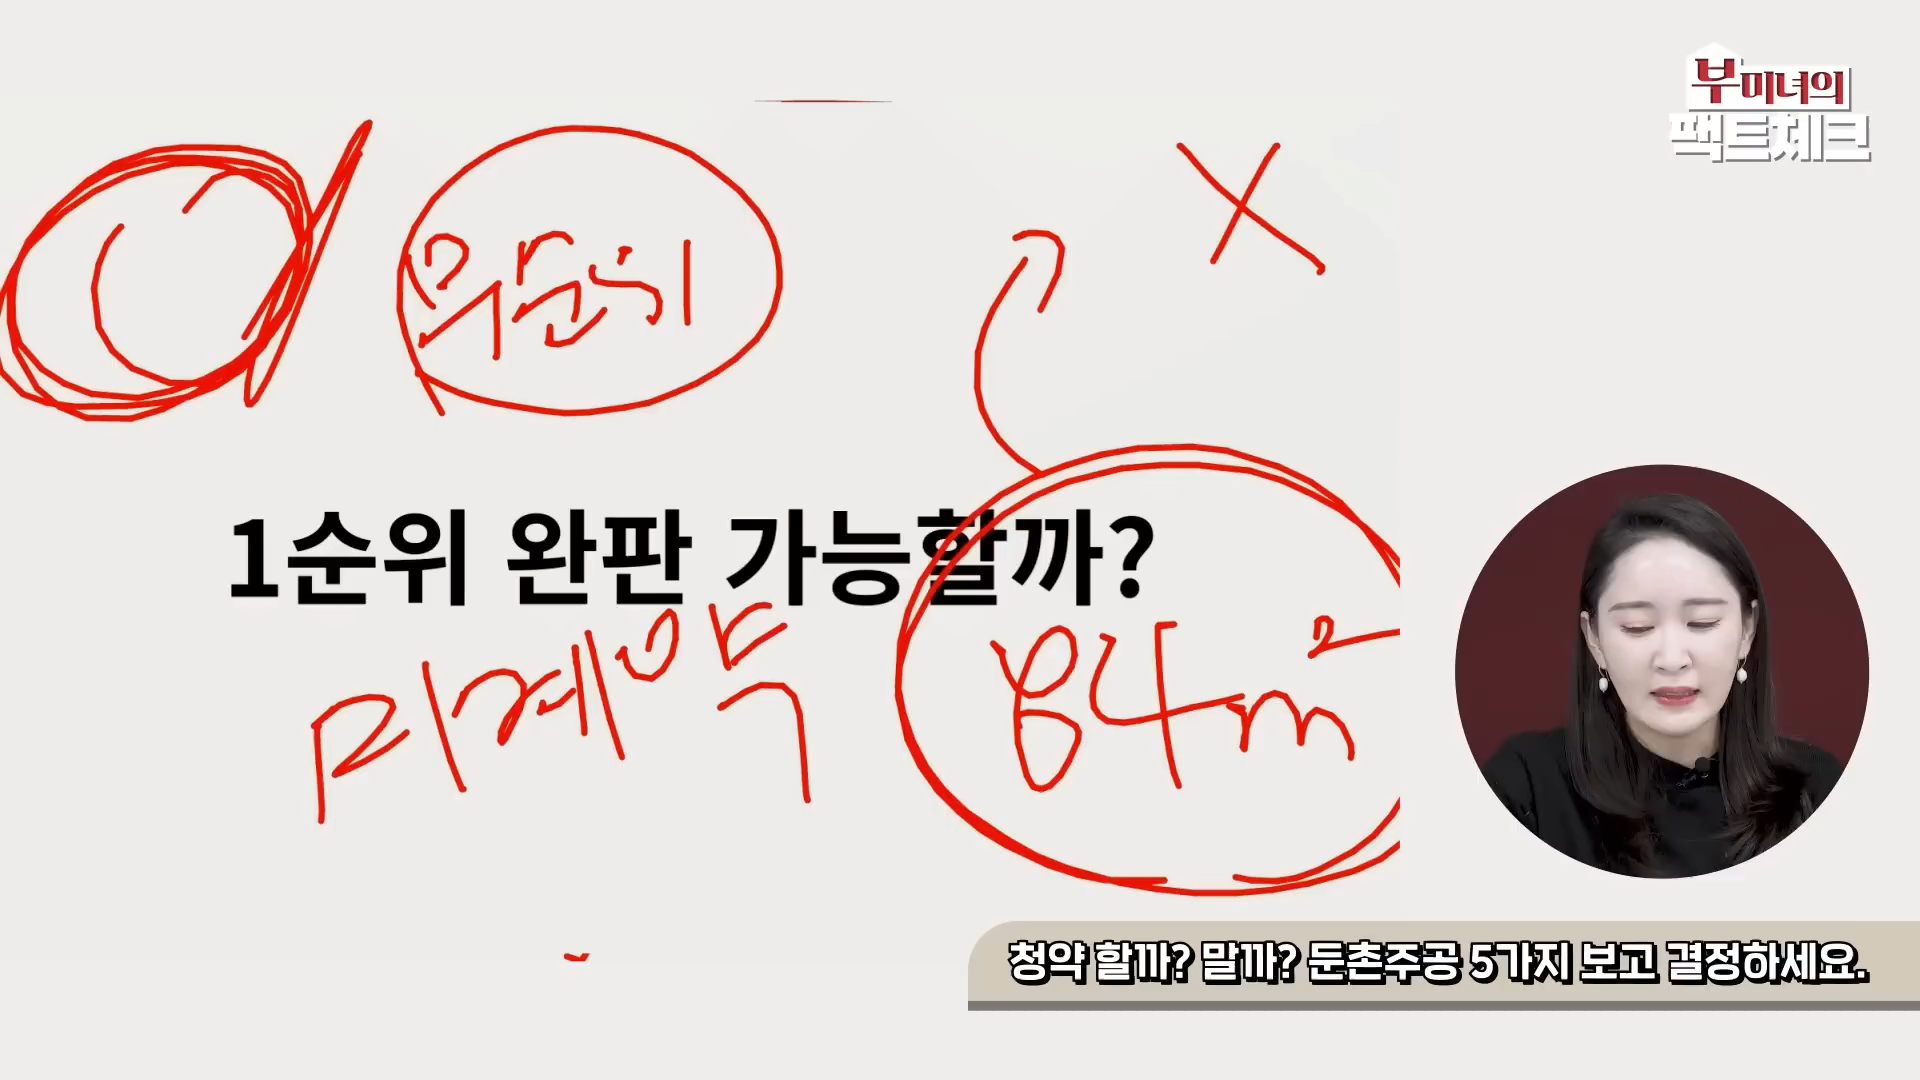 부미녀의
팩트체크
무순위
X
1순위 완판 가능할까?
미계약
84m²
청약 할까? 말까? 둔촌주공 5가지 보고 결정하세요.